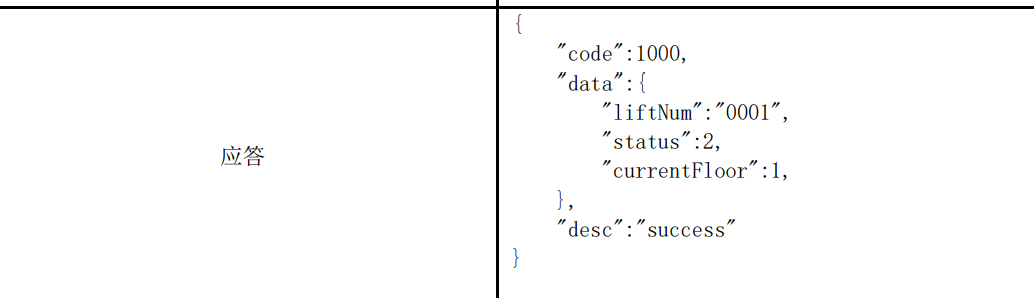 应答
{
    "code":1000,
    "data":{
        "liftNum":"0001",
        "status":2,
        "currentFloor":1,
    },
    "desc":"success"
}